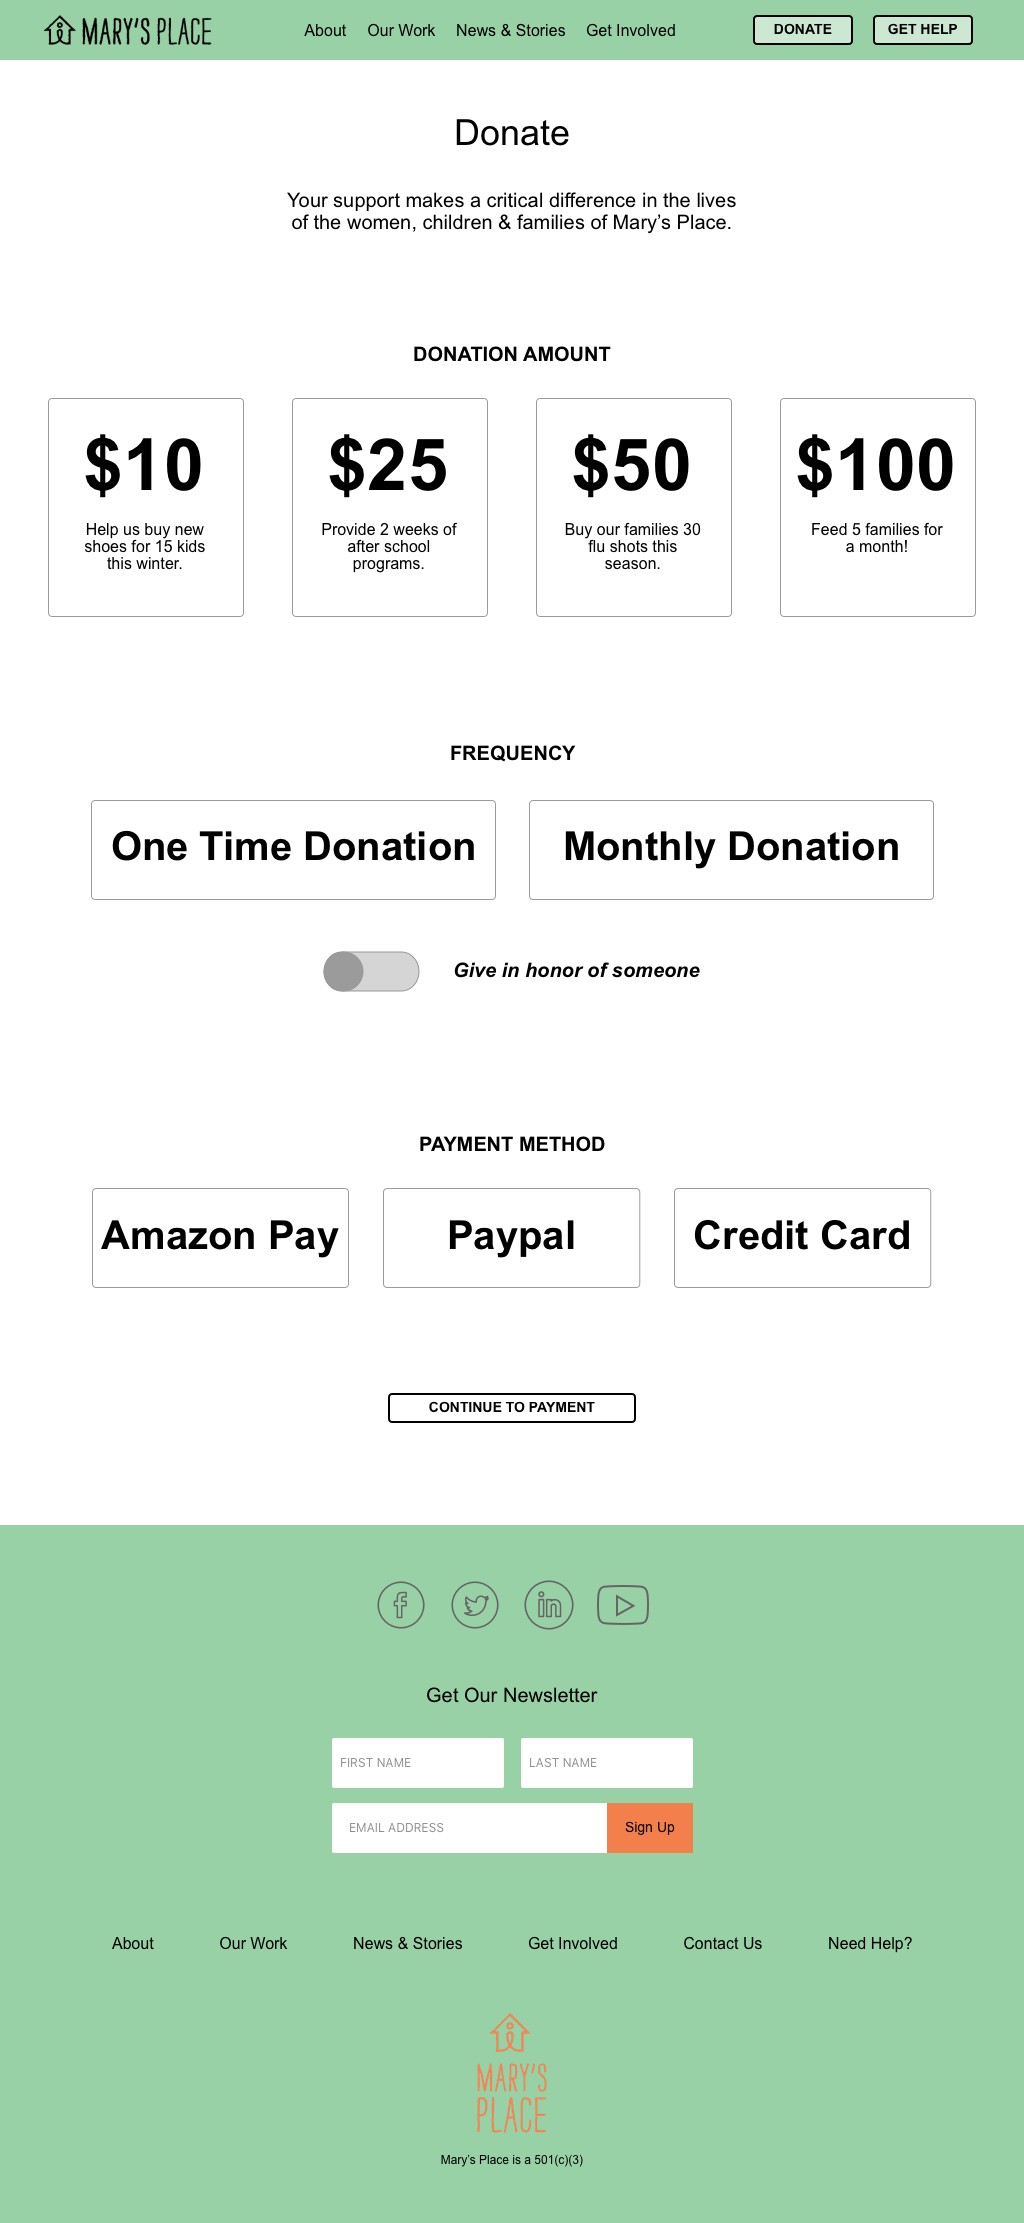 MARY'S PLACE
About Our Work News & Stories Get Involved
DONATE
GET HELP
Donate
Your support makes a critical difference in the lives
of the women, children & families of Mary's Place.
DONATION AMOUNT
$10
Help us buy new
shoes for 15 kids
this winter.
$25
Provide 2 weeks of
after school
programs.
$50
Buy our families 30
flu shots this
season.
$100
Feed 5 families for
a month!
FREQUENCY
One Time Donation
Monthly Donation
Give in honor of someone
PAYMENT METHOD
Amazon Pay
Paypal
Credit Card
CONTINUE TO PAYMENT
Get Our Newsletter
FIRST NAME
LAST NAME
EMAIL ADDRESS
Sign Up
About Our Work News & Stories Get Involved Contact Us Need Help?
MARY'S
PLACE
Mary's Place is a 501(c)(3)